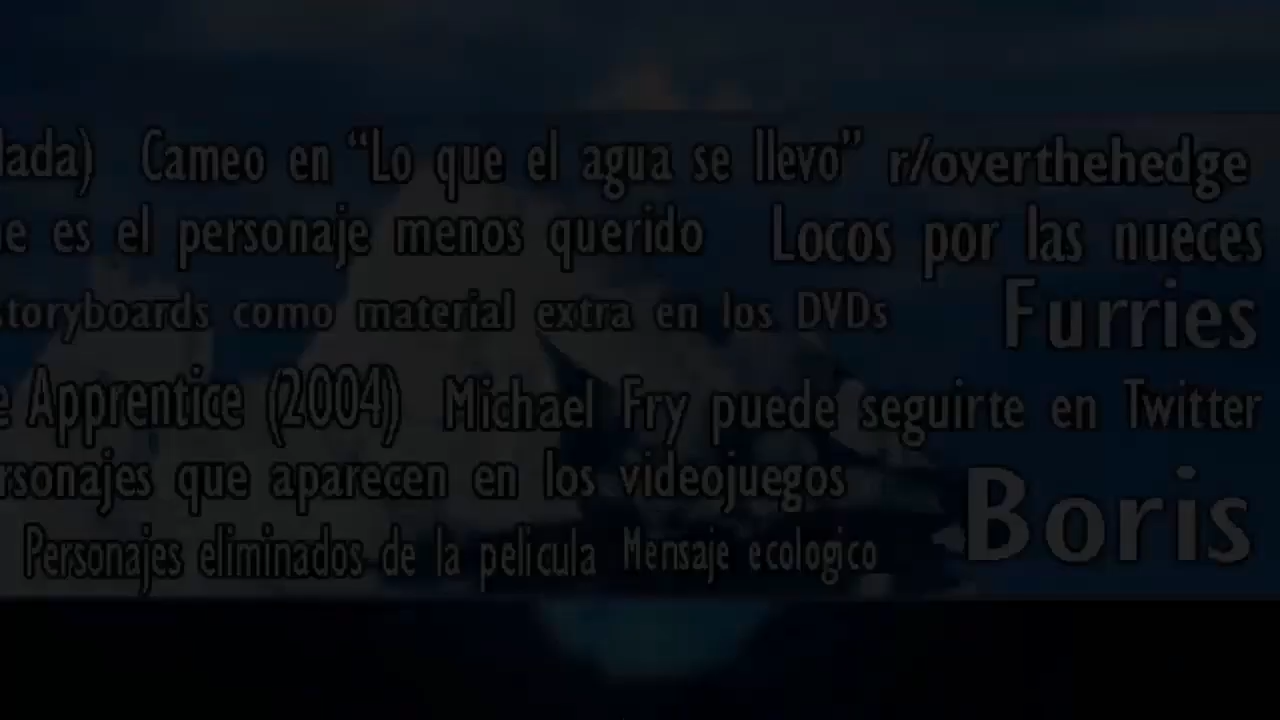 lada) Cameo en “Lo que el agua se llevo” r/overthehedge
e es el personaje menos querido Locos por las nueces
storyboards como material extra en los DVDs Furries
e Apprentice (2004) Michael Fry puede seguirte en Twitter
rsonajes que aparecen en los videojuegos
Boris
Personajes eliminados de la pelicula Mensaje ecologico